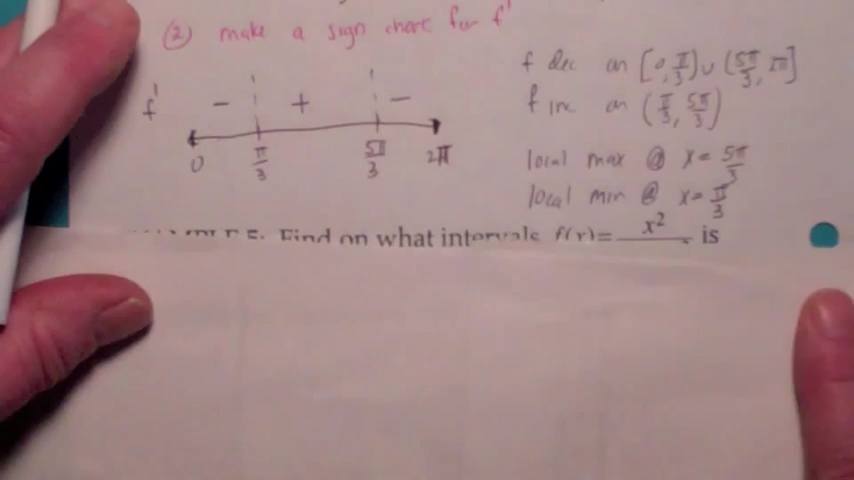 ② make a sign chart for f'
f' - + -
0 π/3 5π/3 2π
f dec on [0, π/3) ∪ (5π/3, 2π]
f inc on (π/3, 5π/3)
local max @ x = 5π/3
local min @ x = π/3
5: Find on what intervals f(x)= x² is